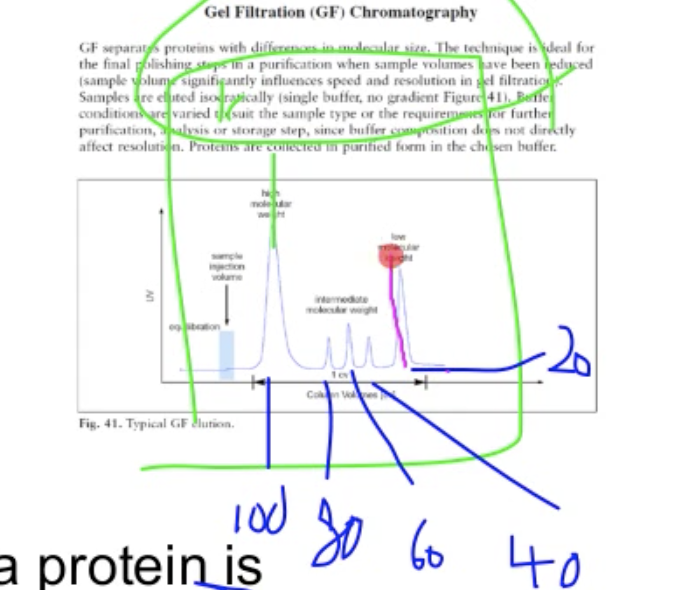 Gel Filtration (GF) Chromatography
GF separates proteins with differences in molecular size. The technique is ideal for
the final polishing steps in a purification when sample volumes have been reduced
(sample volume significantly influences speed and resolution in gel filtration).
Samples are eluted isocratically (single buffer, no gradient Figure 41). Buffer
conditions are varied to suit the sample type or the requirements for further
purification, analysis or storage step, since buffer composition does not directly
affect resolution. Proteins are collected in purified form in the chosen buffer.
high
molecular
weight
low
molecular
weight
sample
injection
volume
UV
intermediate
molecular weight
equilibration
20
1 cv
Column Volumes
Fig. 41. Typical GF elution.
100 80 60 40
a protein is